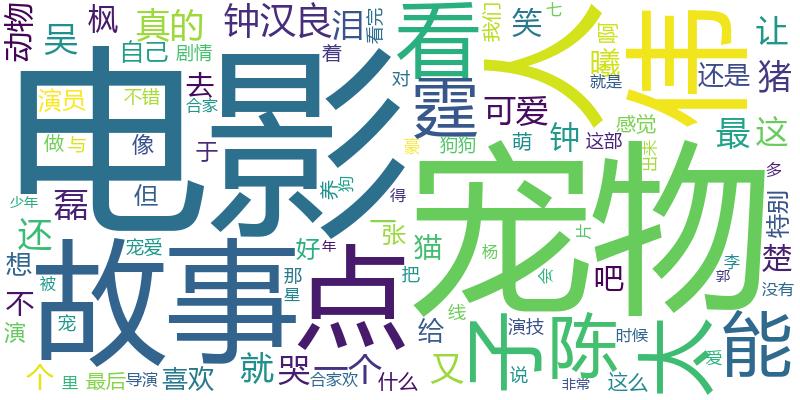 动物
枫
真的
钟汉良
泪
看完
看
我们
笑
七
人
啊
伟
让
吴
自己
剧情
着
曦
还是
猪
电影
去
合家
对
霆
可爱
就是
演员
不错
做
与
像
于
豪
狗狗
萌
钟
这部
感觉
最
这
出来
宠物
但
养
狗
得
少年
磊
还
宠爱
好
年
张
猫
杨
片
多
特别
楚
故事
点
那
星
把
会
吧
李
郭
没有
想
不
被
演
宠
线
给
子
演技
陈
时候
太
能
个
里
最后
导演
喜欢
就
哭
一个
合家欢
什么
又
说
非常
这么
爱